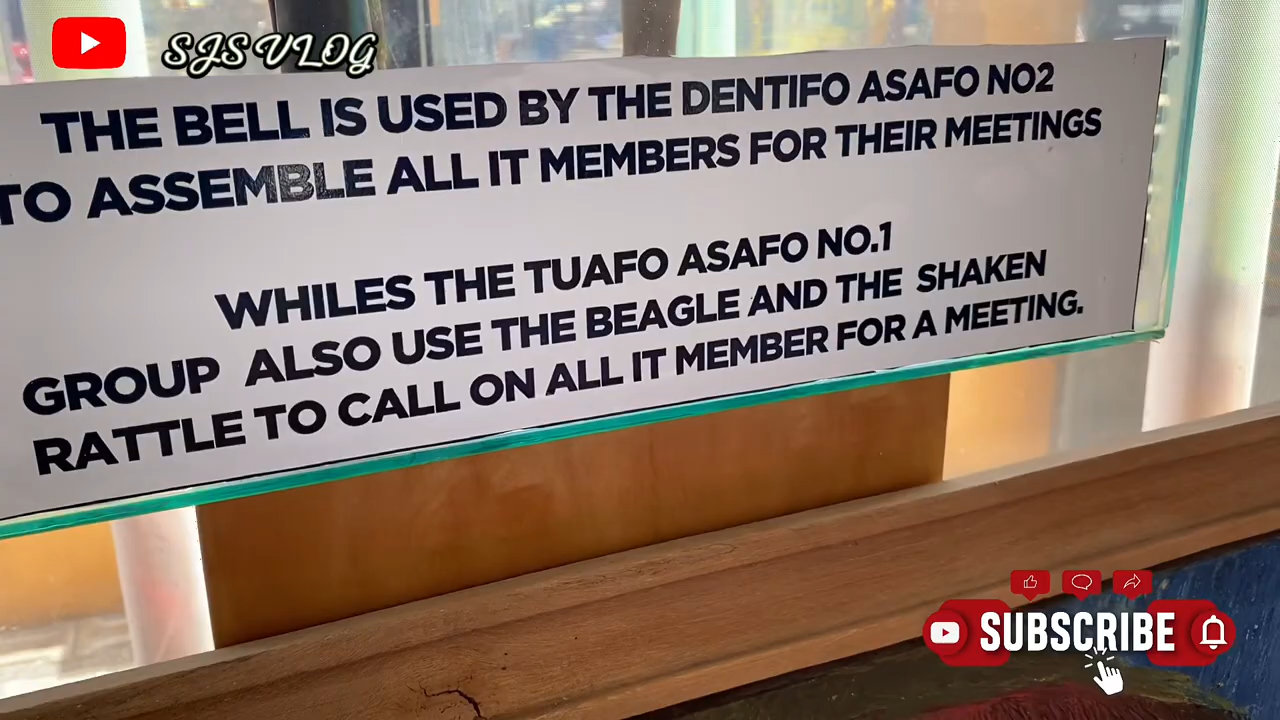 SJS VLOG
THE BELL IS USED BY THE DENTIFO ASAFO NO2
TO ASSEMBLE ALL IT MEMBERS FOR THEIR MEETINGS
WHILES THE TUAFO ASAFO NO.1
GROUP ALSO USE THE BEAGLE AND THE SHAKEN
RATTLE TO CALL ON ALL IT MEMBER FOR A MEETING.
SUBSCRIBE